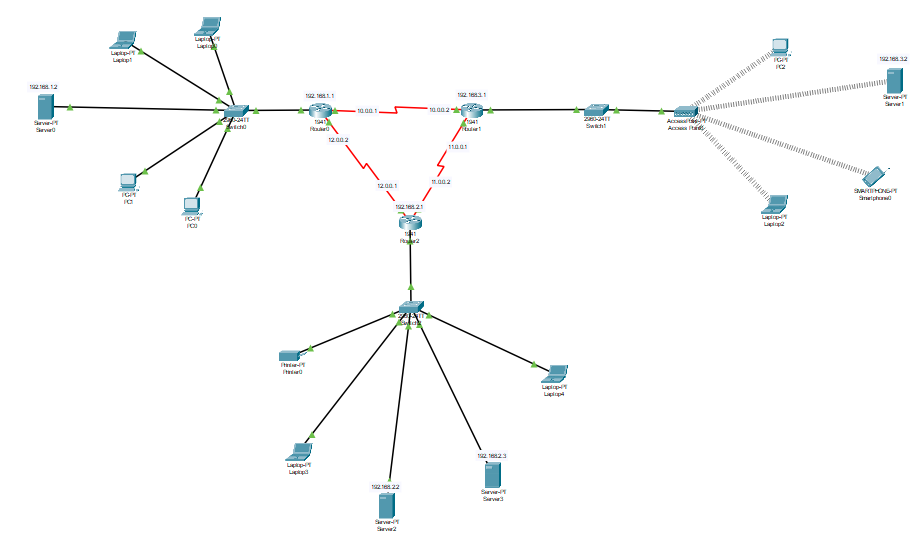 Laptop-PT
Laptop0
Laptop-PT
Laptop1
192.168.1.2
Server-PT
Server0
2960-24TT
Switch0
192.168.1.1
1941
Router0
10.0.0.1
10.0.0.2
192.168.3.1
1941
Router1
2960-24TT
Switch1
AccessPoint-PT
Access Point0
PC-PT
PC2
192.168.3.2
Server-PT
Server1
SMARTPHONE-PT
Smartphone0
Laptop-PT
Laptop2
PC-PT
PC1
PC-PT
PC0
12.0.0.2
11.0.0.1
12.0.0.1
11.0.0.2
192.168.2.1
1941
Router2
2960-24TT
Switch2
Printer-PT
Printer0
Laptop-PT
Laptop4
Laptop-PT
Laptop3
192.168.2.3
Server-PT
Server3
192.168.2.2
Server-PT
Server2